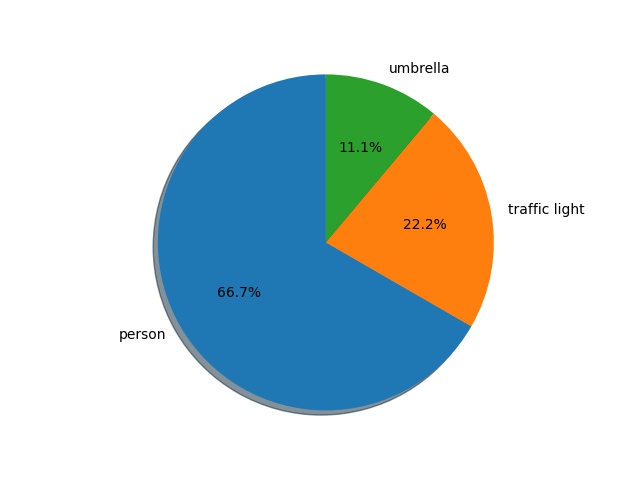 umbrella
11.1%
traffic light
22.2%
66.7%
person